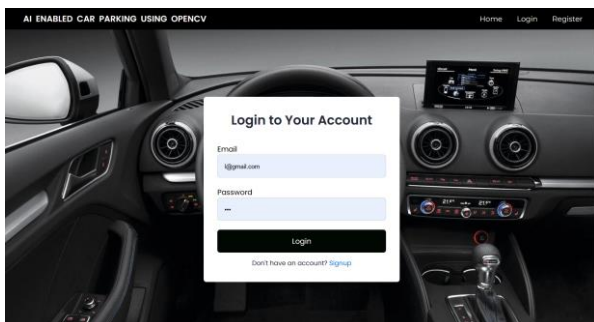 AI ENABLED CAR PARKING USING OPENCV
Home Login Register
Login to Your Account
Email
l@gmail.com
Password
Login
Don't have an account? Signup